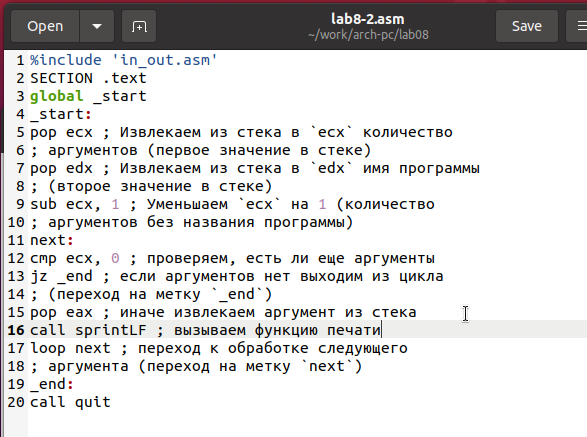 Open
lab8-2.asm
~/work/arch-pc/lab08
Save
1 %include 'in_out.asm'
2 SECTION .text
3 global _start
4 _start:
5 pop ecx ; Извлекаем из стека в `ecx` количество
6 ; аргументов (первое значение в стеке)
7 pop edx ; Извлекаем из стека в `edx` имя программы
8 ; (второе значение в стеке)
9 sub ecx, 1 ; Уменьшаем `ecx` на 1 (количество
10 ; аргументов без названия программы)
11 next:
12 cmp ecx, 0 ; проверяем, есть ли еще аргументы
13 jz _end ; если аргументов нет выходим из цикла
14 ; (переход на метку `_end`)
15 pop eax ; иначе извлекаем аргумент из стека
16 call sprintLF ; вызываем функцию печати
17 loop next ; переход к обработке следующего
18 ; аргумента (переход на метку `next`)
19 _end:
20 call quit